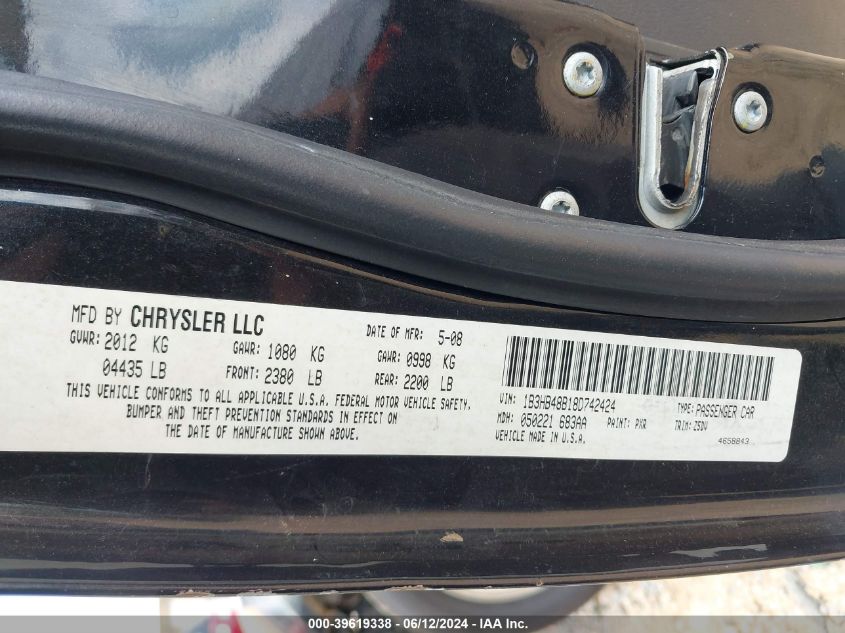 MFD BY CHRYSLER LLC
DATE OF MFR: 5-08
GVWR: 2012 KG
GAWR: 1080 KG
GAWR: 0998 KG
04435 LB
FRONT: 2380 LB
REAR: 2200 LB
THIS VEHICLE CONFORMS TO ALL APPLICABLE U.S.A. FEDERAL MOTOR VEHICLE SAFETY,
BUMPER AND THEFT PREVENTION STANDARDS IN EFFECT ON
THE DATE OF MANUFACTURE SHOWN ABOVE.
VIN: 1B3HB48B18D742424
TYPE: PASSENGER CAR
MDH: 050221 683AA
PAINT: PXR
TRIM: Z5DV
VEHICLE MADE IN U.S.A.
4658843
000-39619338 - 06/12/2024 - IAA Inc.